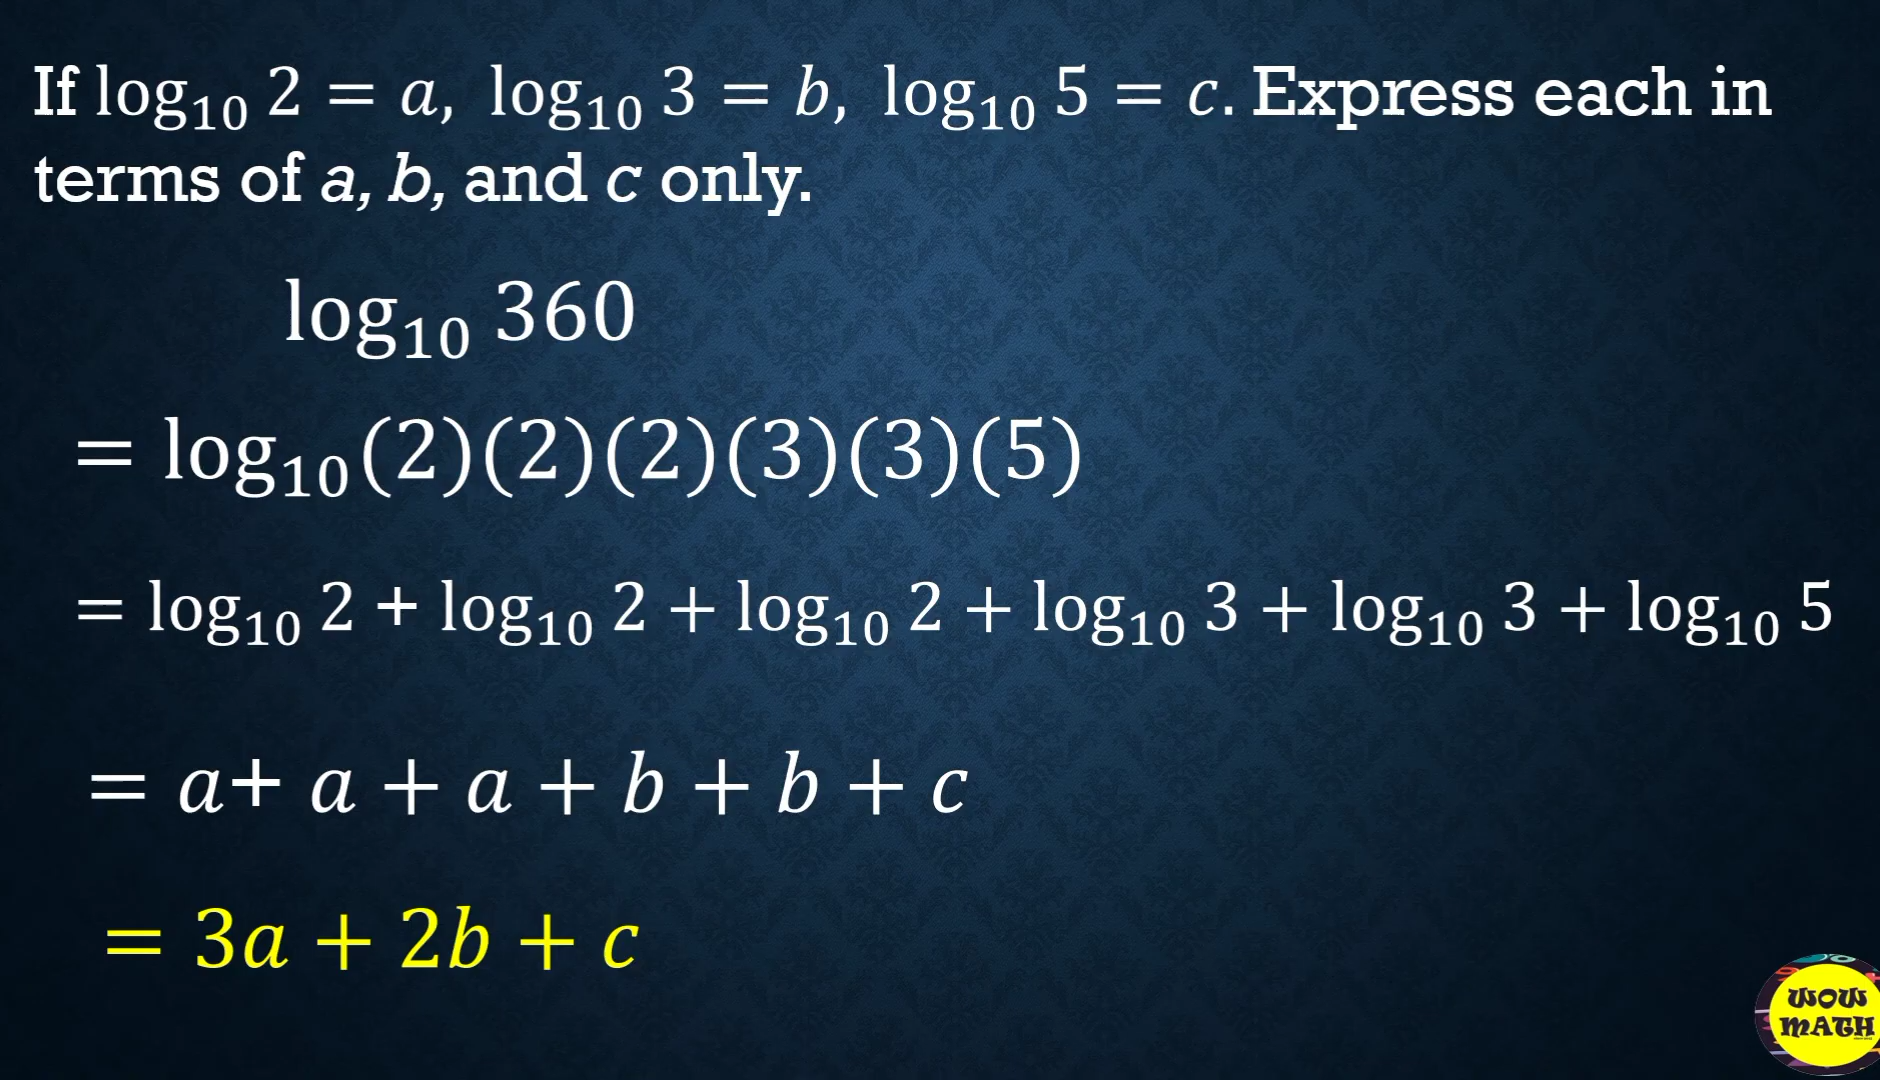 If log₁₀ 2 = a, log₁₀ 3 = b, log₁₀ 5 = c. Express each in
terms of a, b, and c only.
log₁₀ 360
= log₁₀(2)(2)(2)(3)(3)(5)
= log₁₀ 2 + log₁₀ 2 + log₁₀ 2 + log₁₀ 3 + log₁₀ 3 + log₁₀ 5
= a+ a + a + b + b + c
= 3a + 2b + c
WOW
MATH